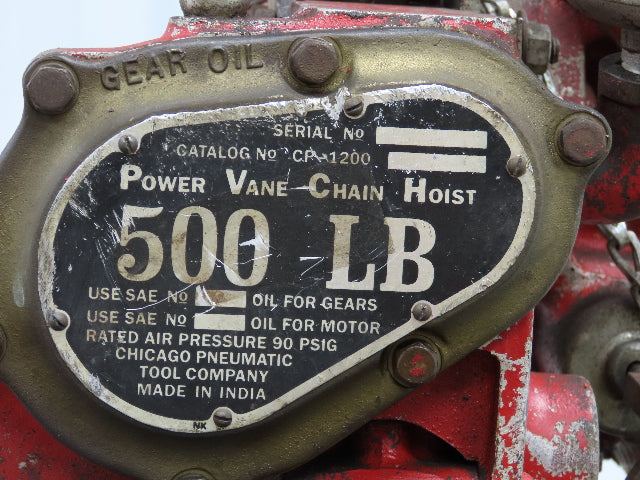 GEAR OIL
SERIAL NO
CATALOG NO CP-1200
POWER VANE CHAIN HOIST
500 LB
USE SAE NO OIL FOR GEARS
USE SAE NO OIL FOR MOTOR
RATED AIR PRESSURE 90 PSIG
CHICAGO PNEUMATIC
TOOL COMPANY
MADE IN INDIA
NK